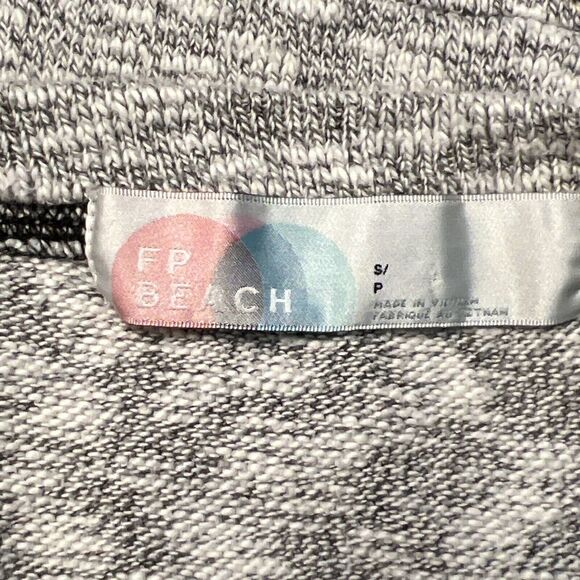 FP
BEACH
S/
P
MADE IN VIETNAM
FABRIQUÉ AU VIETNAM